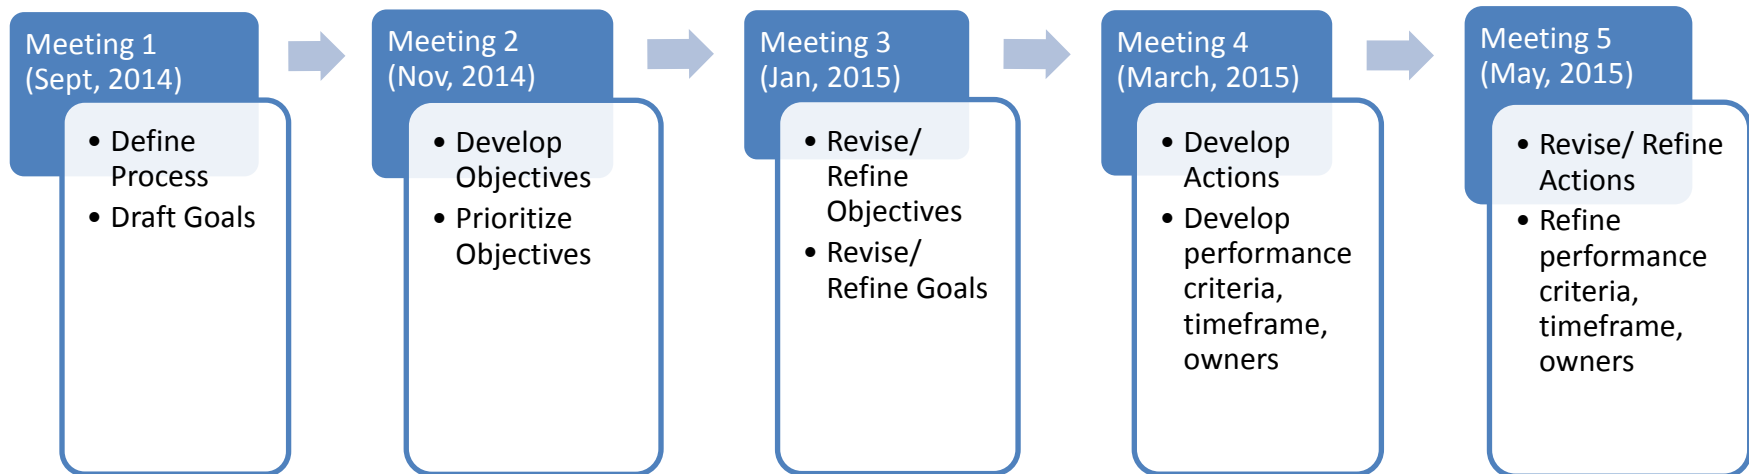 Meeting 1
(Sept, 2014)
• Define
Process
• Draft Goals
Meeting 2
(Nov, 2014)
• Develop
Objectives
• Prioritize
Objectives
Meeting 3
(Jan, 2015)
• Revise/
Refine
Objectives
• Revise/
Refine Goals
Meeting 4
(March, 2015)
• Develop
Actions
• Develop
performance
criteria,
timeframe,
owners
Meeting 5
(May, 2015)
• Revise/ Refine
Actions
• Refine
performance
criteria,
timeframe,
owners